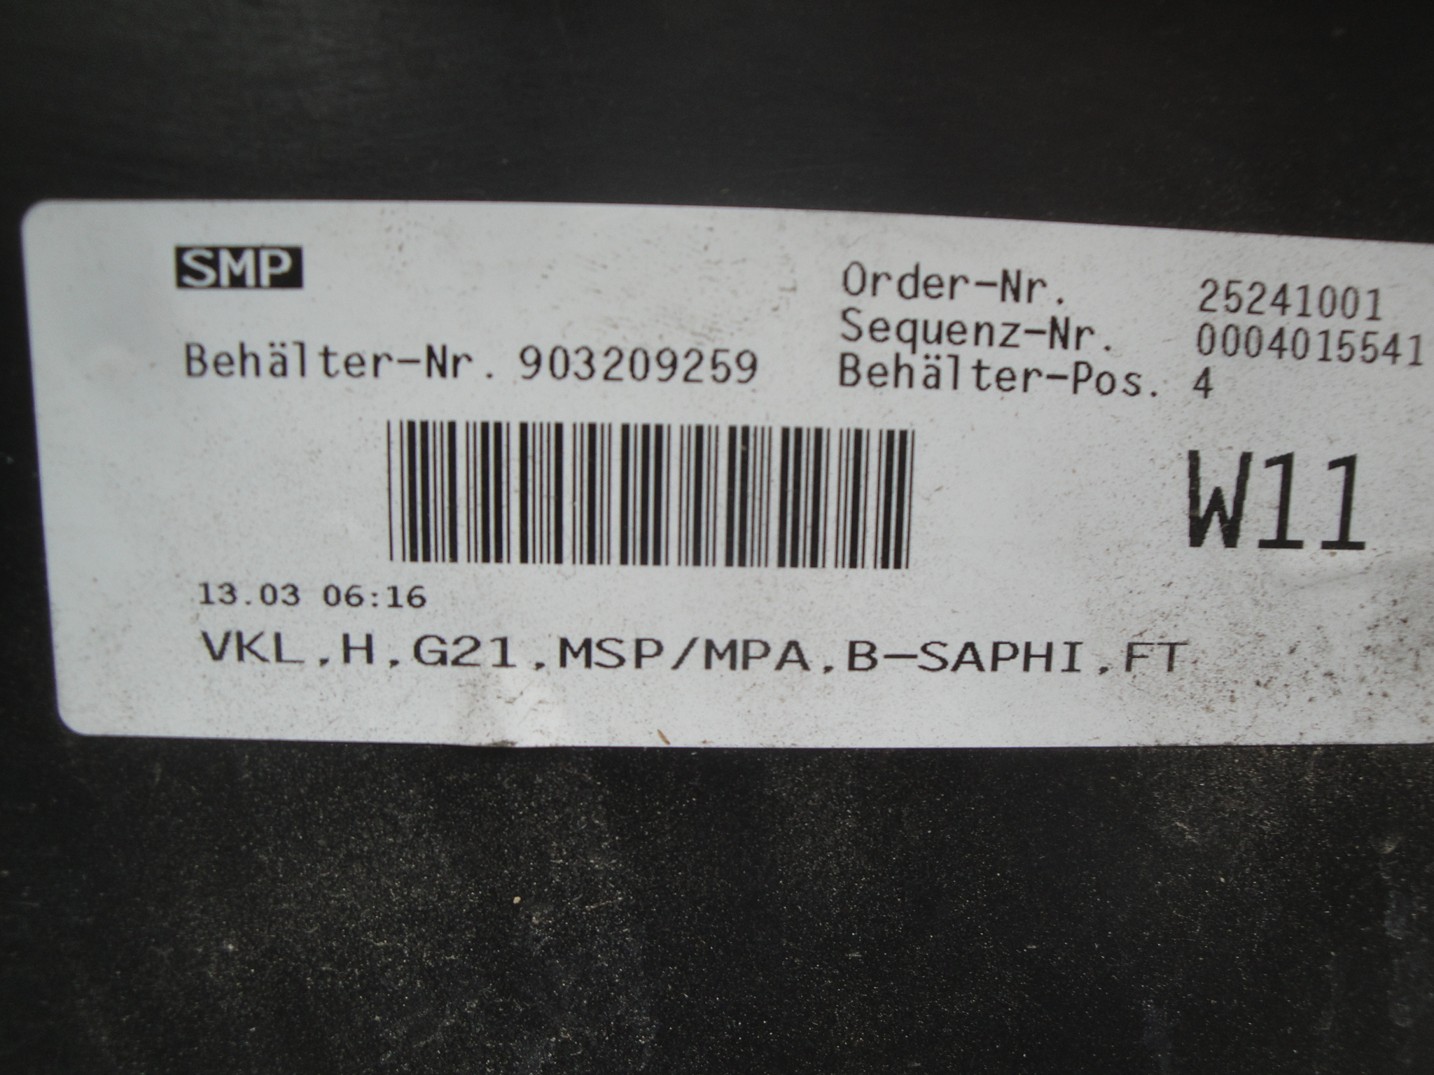 SMP
Behälter-Nr. 903209259
Order-Nr. 25241001
Sequenz-Nr. 0004015541
Behälter-Pos. 4
W11
13.03 06:16
VKL,H,G21,MSP/MPA,B-SAPHI,FT